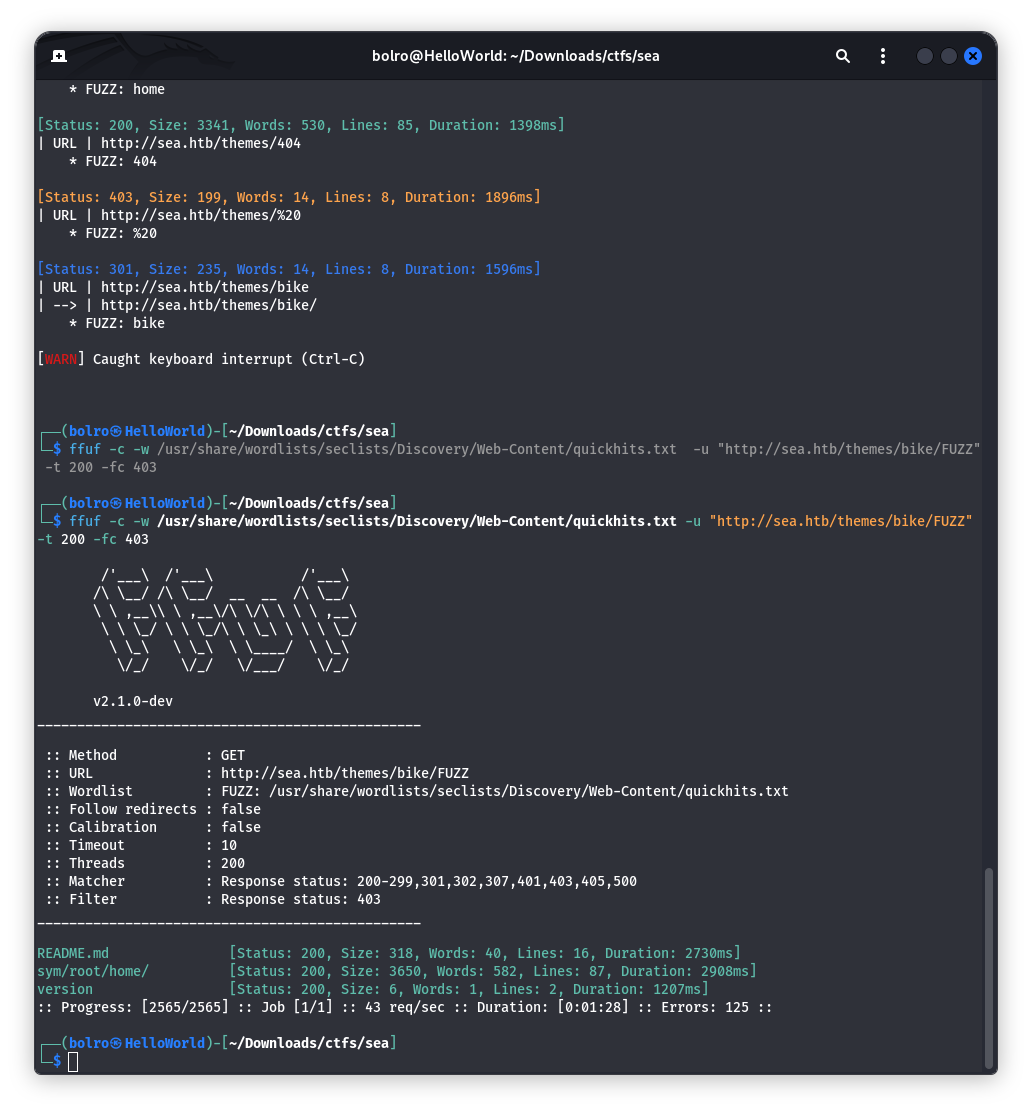 bolro@HelloWorld: ~/Downloads/ctfs/sea
    * FUZZ: home

[Status: 200, Size: 3341, Words: 530, Lines: 85, Duration: 1398ms]
| URL | http://sea.htb/themes/404
    * FUZZ: 404

[Status: 403, Size: 199, Words: 14, Lines: 8, Duration: 1896ms]
| URL | http://sea.htb/themes/%20
    * FUZZ: %20

[Status: 301, Size: 235, Words: 14, Lines: 8, Duration: 1596ms]
| URL | http://sea.htb/themes/bike
| --> | http://sea.htb/themes/bike/
    * FUZZ: bike

[WARN] Caught keyboard interrupt (Ctrl-C)

┌──(bolro㉿HelloWorld)-[~/Downloads/ctfs/sea]
└─$ ffuf -c -w /usr/share/wordlists/seclists/Discovery/Web-Content/quickhits.txt  -u "http://sea.htb/themes/bike/FUZZ"
 -t 200 -fc 403

┌──(bolro㉿HelloWorld)-[~/Downloads/ctfs/sea]
└─$ ffuf -c -w /usr/share/wordlists/seclists/Discovery/Web-Content/quickhits.txt -u "http://sea.htb/themes/bike/FUZZ"
-t 200 -fc 403

        /'___\  /'___\           /'___\
       /\ \__/ /\ \__/  __  __  /\ \__/
       \ \ ,__\\ \ ,__\/\ \/\ \ \ \ ,__\
        \ \ \_/ \ \ \_/\ \ \_\ \ \ \ \_/
         \ \_\   \ \_\  \ \____/  \ \_\
          \/_/    \/_/   \/___/    \/_/

       v2.1.0-dev
________________________________________________

 :: Method           : GET
 :: URL              : http://sea.htb/themes/bike/FUZZ
 :: Wordlist         : FUZZ: /usr/share/wordlists/seclists/Discovery/Web-Content/quickhits.txt
 :: Follow redirects : false
 :: Calibration      : false
 :: Timeout          : 10
 :: Threads          : 200
 :: Matcher          : Response status: 200-299,301,302,307,401,403,405,500
 :: Filter           : Response status: 403
________________________________________________

README.md               [Status: 200, Size: 318, Words: 40, Lines: 16, Duration: 2730ms]
sym/root/home/          [Status: 200, Size: 3650, Words: 582, Lines: 87, Duration: 2908ms]
version                 [Status: 200, Size: 6, Words: 1, Lines: 2, Duration: 1207ms]
:: Progress: [2565/2565] :: Job [1/1] :: 43 req/sec :: Duration: [0:01:28] :: Errors: 125 ::

┌──(bolro㉿HelloWorld)-[~/Downloads/ctfs/sea]
└─$